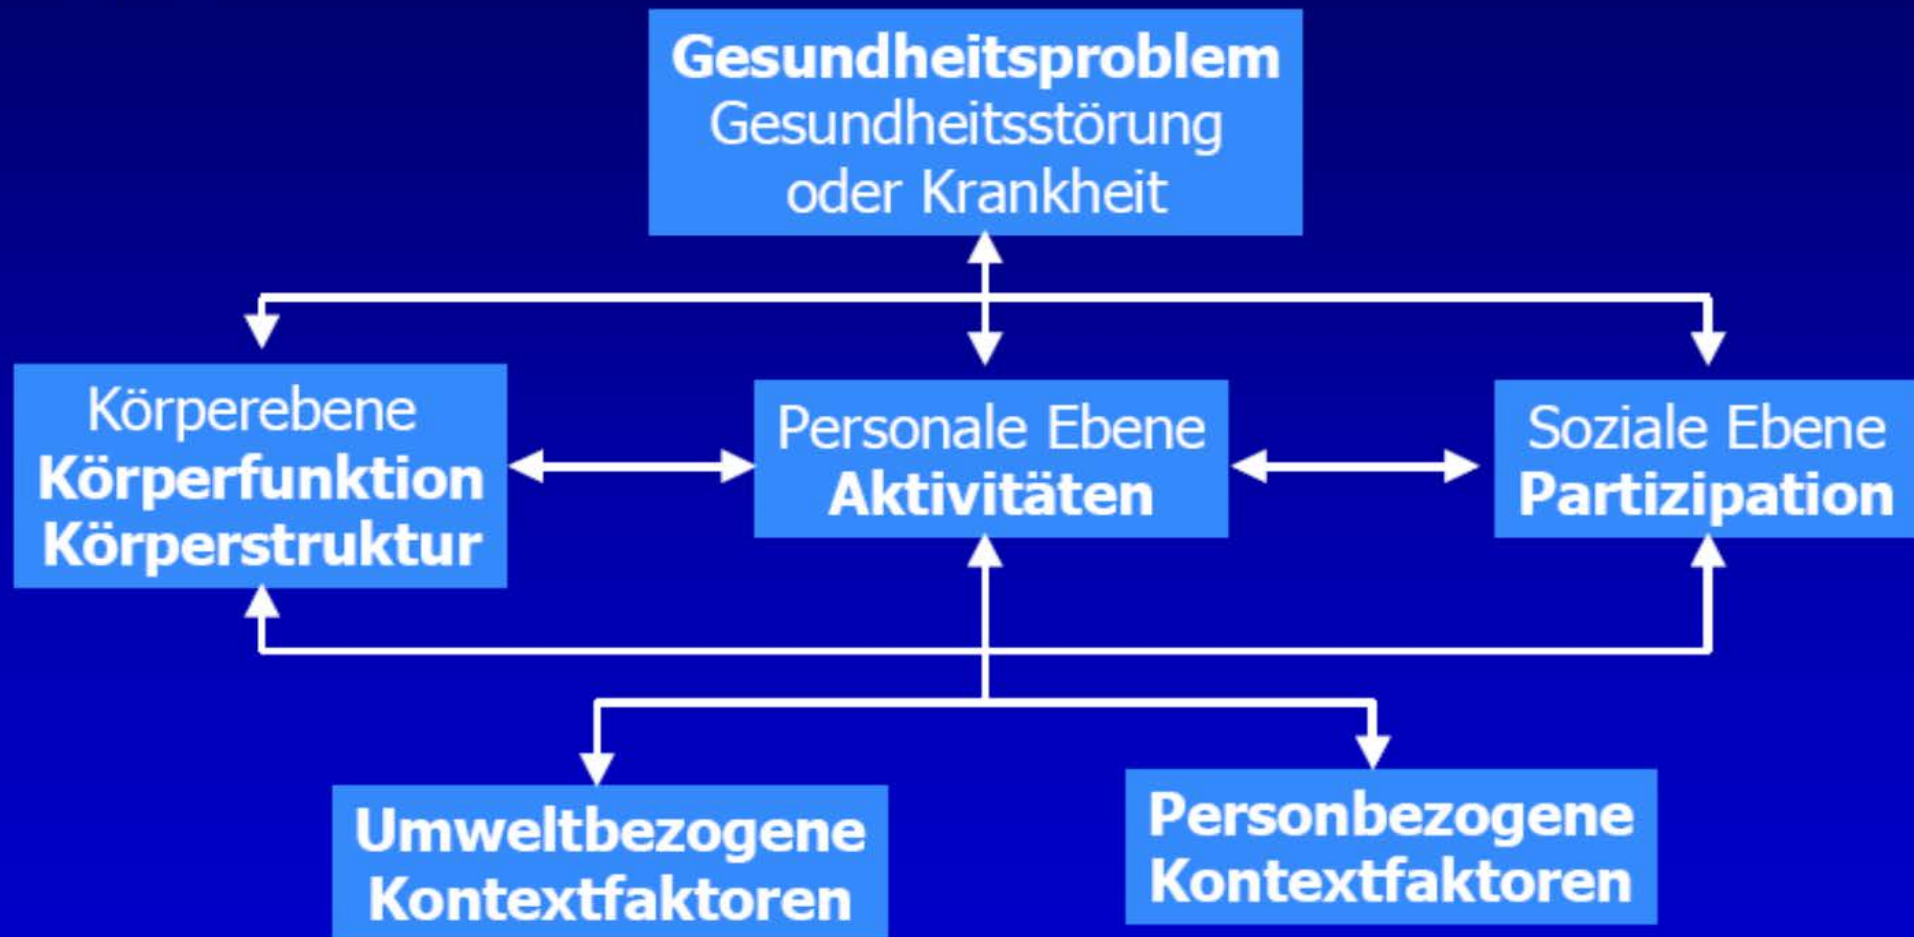 Gesundheitsproblem
Gesundheitsstörung
oder Krankheit
Körperebene
Körperfunktion
Körperstruktur
Personale Ebene
Aktivitäten
Soziale Ebene
Partizipation
Umweltbezogene
Kontextfaktoren
Personbezogene
Kontextfaktoren